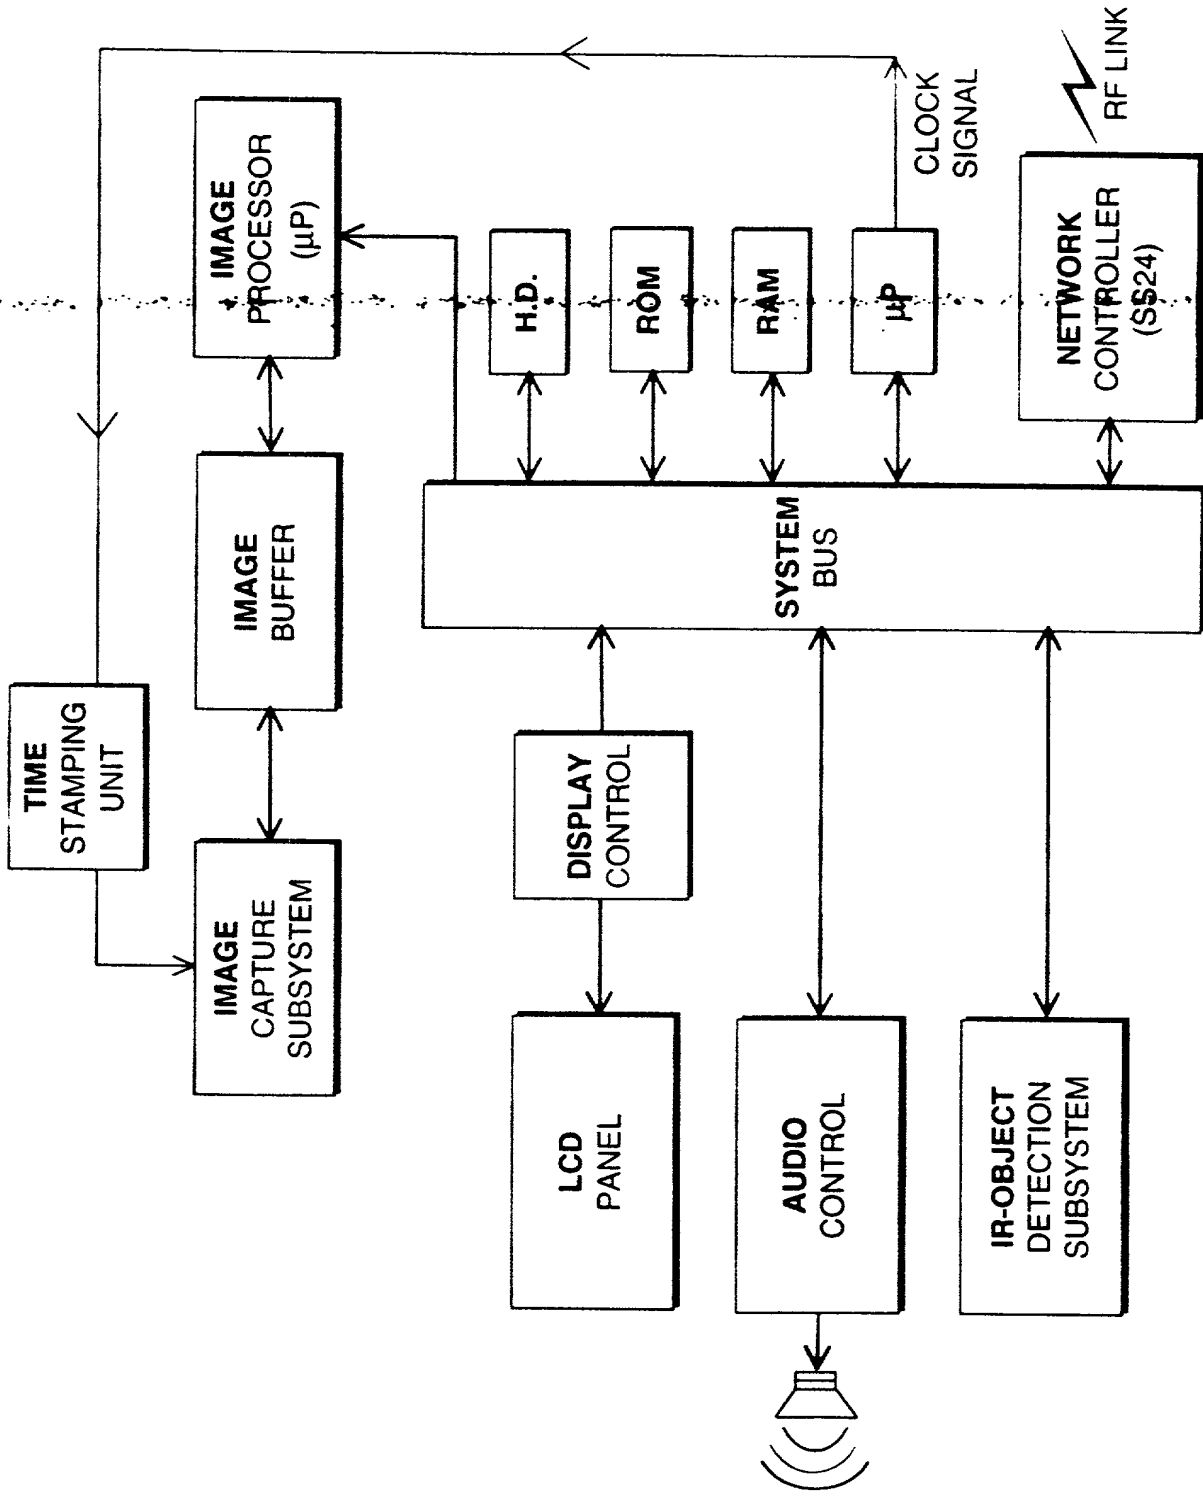 TIME
STAMPING
UNIT
IMAGE
CAPTURE
SUBSYSTEM
IMAGE
BUFFER
IMAGE
PROCESSOR
(μP)
LCD
PANEL
DISPLAY
CONTROL
H.D.
ROM
RAM
μP
CLOCK
SIGNAL
SYSTEM
BUS
AUDIO
CONTROL
IR-OBJECT
DETECTION
SUBSYSTEM
NETWORK
CONTROLLER
(SS24)
RF LINK